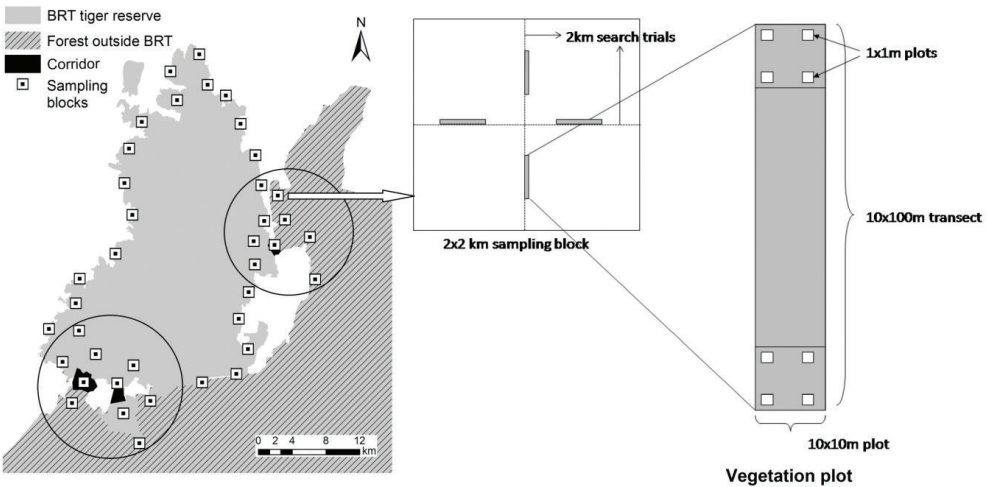 BRT tiger reserve
Forest outside BRT
Corridor
Sampling
blocks
N
0 2 4 8 12
km
2km search trials
2x2 km sampling block
1x1m plots
10x100m transect
10x10m plot
Vegetation plot